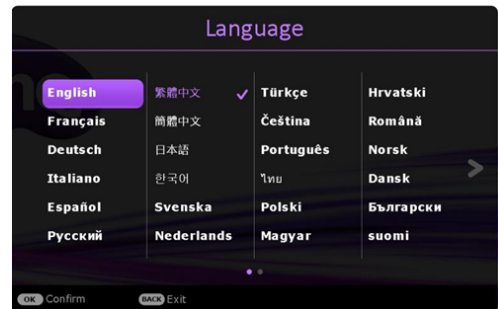 Language
English
Français
Deutsch
Italiano
Español
Русский
繁體中文
簡體中文
日本語
한국어
Svenska
Nederlands
Türkçe
Čeština
Português
ไทย
Polski
Magyar
Hrvatski
Română
Norsk
Dansk
Български
suomi
OK Confirm
BACK Exit